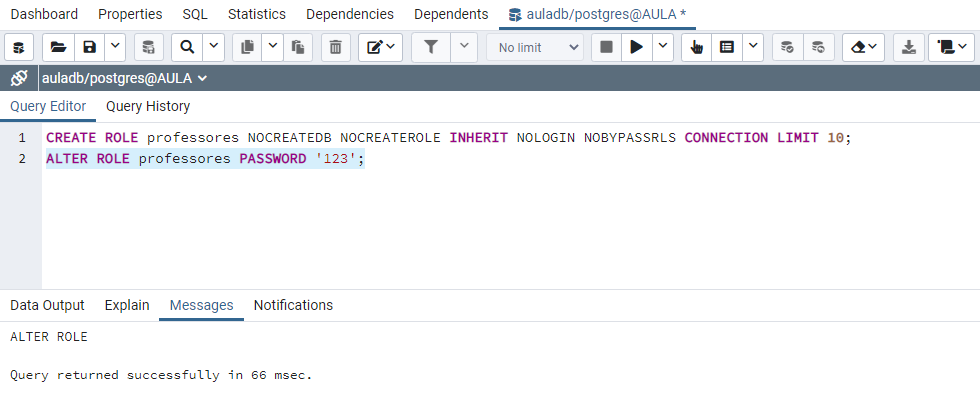 Dashboard Properties SQL Statistics Dependencies Dependents auladb/postgres@AULA *
No limit
auladb/postgres@AULA
Query Editor Query History
1 CREATE ROLE professores NOCREATEDB NOCREATEROLE INHERIT NOLOGIN NOBYPASSRLS CONNECTION LIMIT 10;
2 ALTER ROLE professores PASSWORD '123';
Data Output Explain Messages Notifications
ALTER ROLE
Query returned successfully in 66 msec.